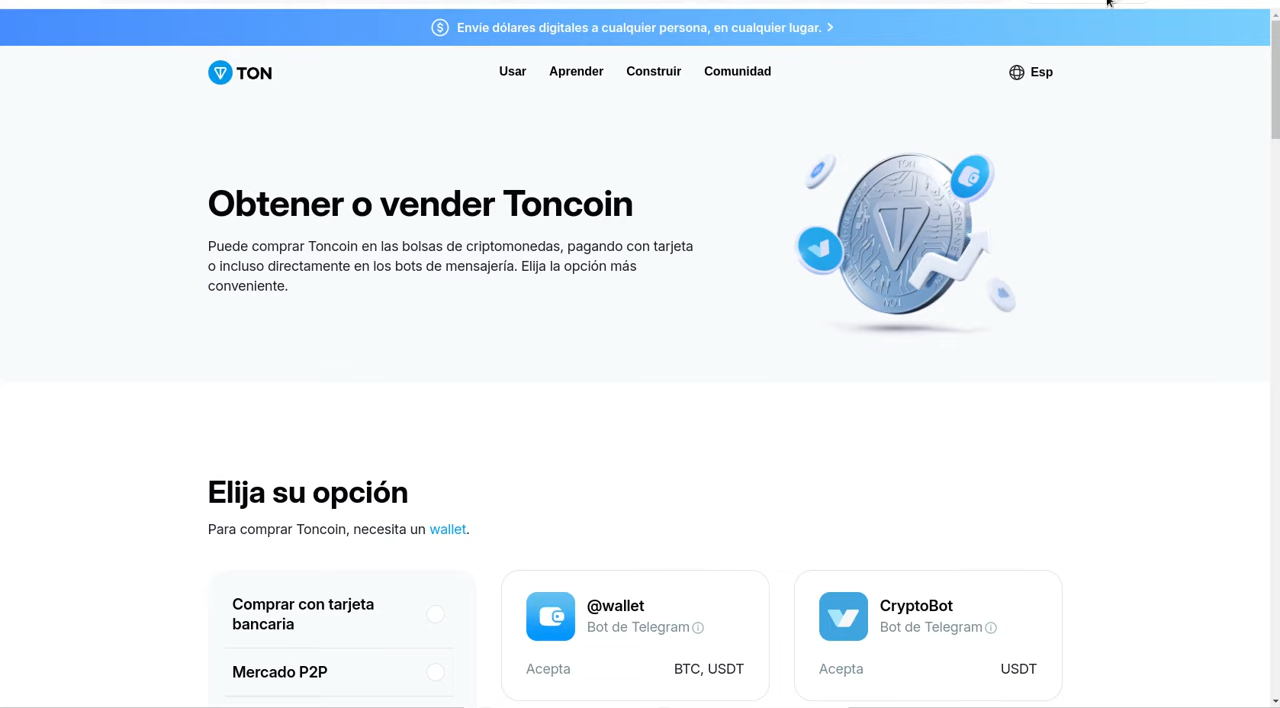 Envíe dólares digitales a cualquier persona, en cualquier lugar.
TON
Usar
Aprender
Construir
Comunidad
Esp
Obtener o vender Toncoin
Puede comprar Toncoin en las bolsas de criptomonedas, pagando con tarjeta
o incluso directamente en los bots de mensajería. Elija la opción más
conveniente.
TON
Elija su opción
Para comprar Toncoin, necesita un wallet.
Comprar con tarjeta
bancaria
Mercado P2P
@wallet
Bot de Telegram
Acepta
BTC, USDT
CryptoBot
Bot de Telegram
Acepta
USDT